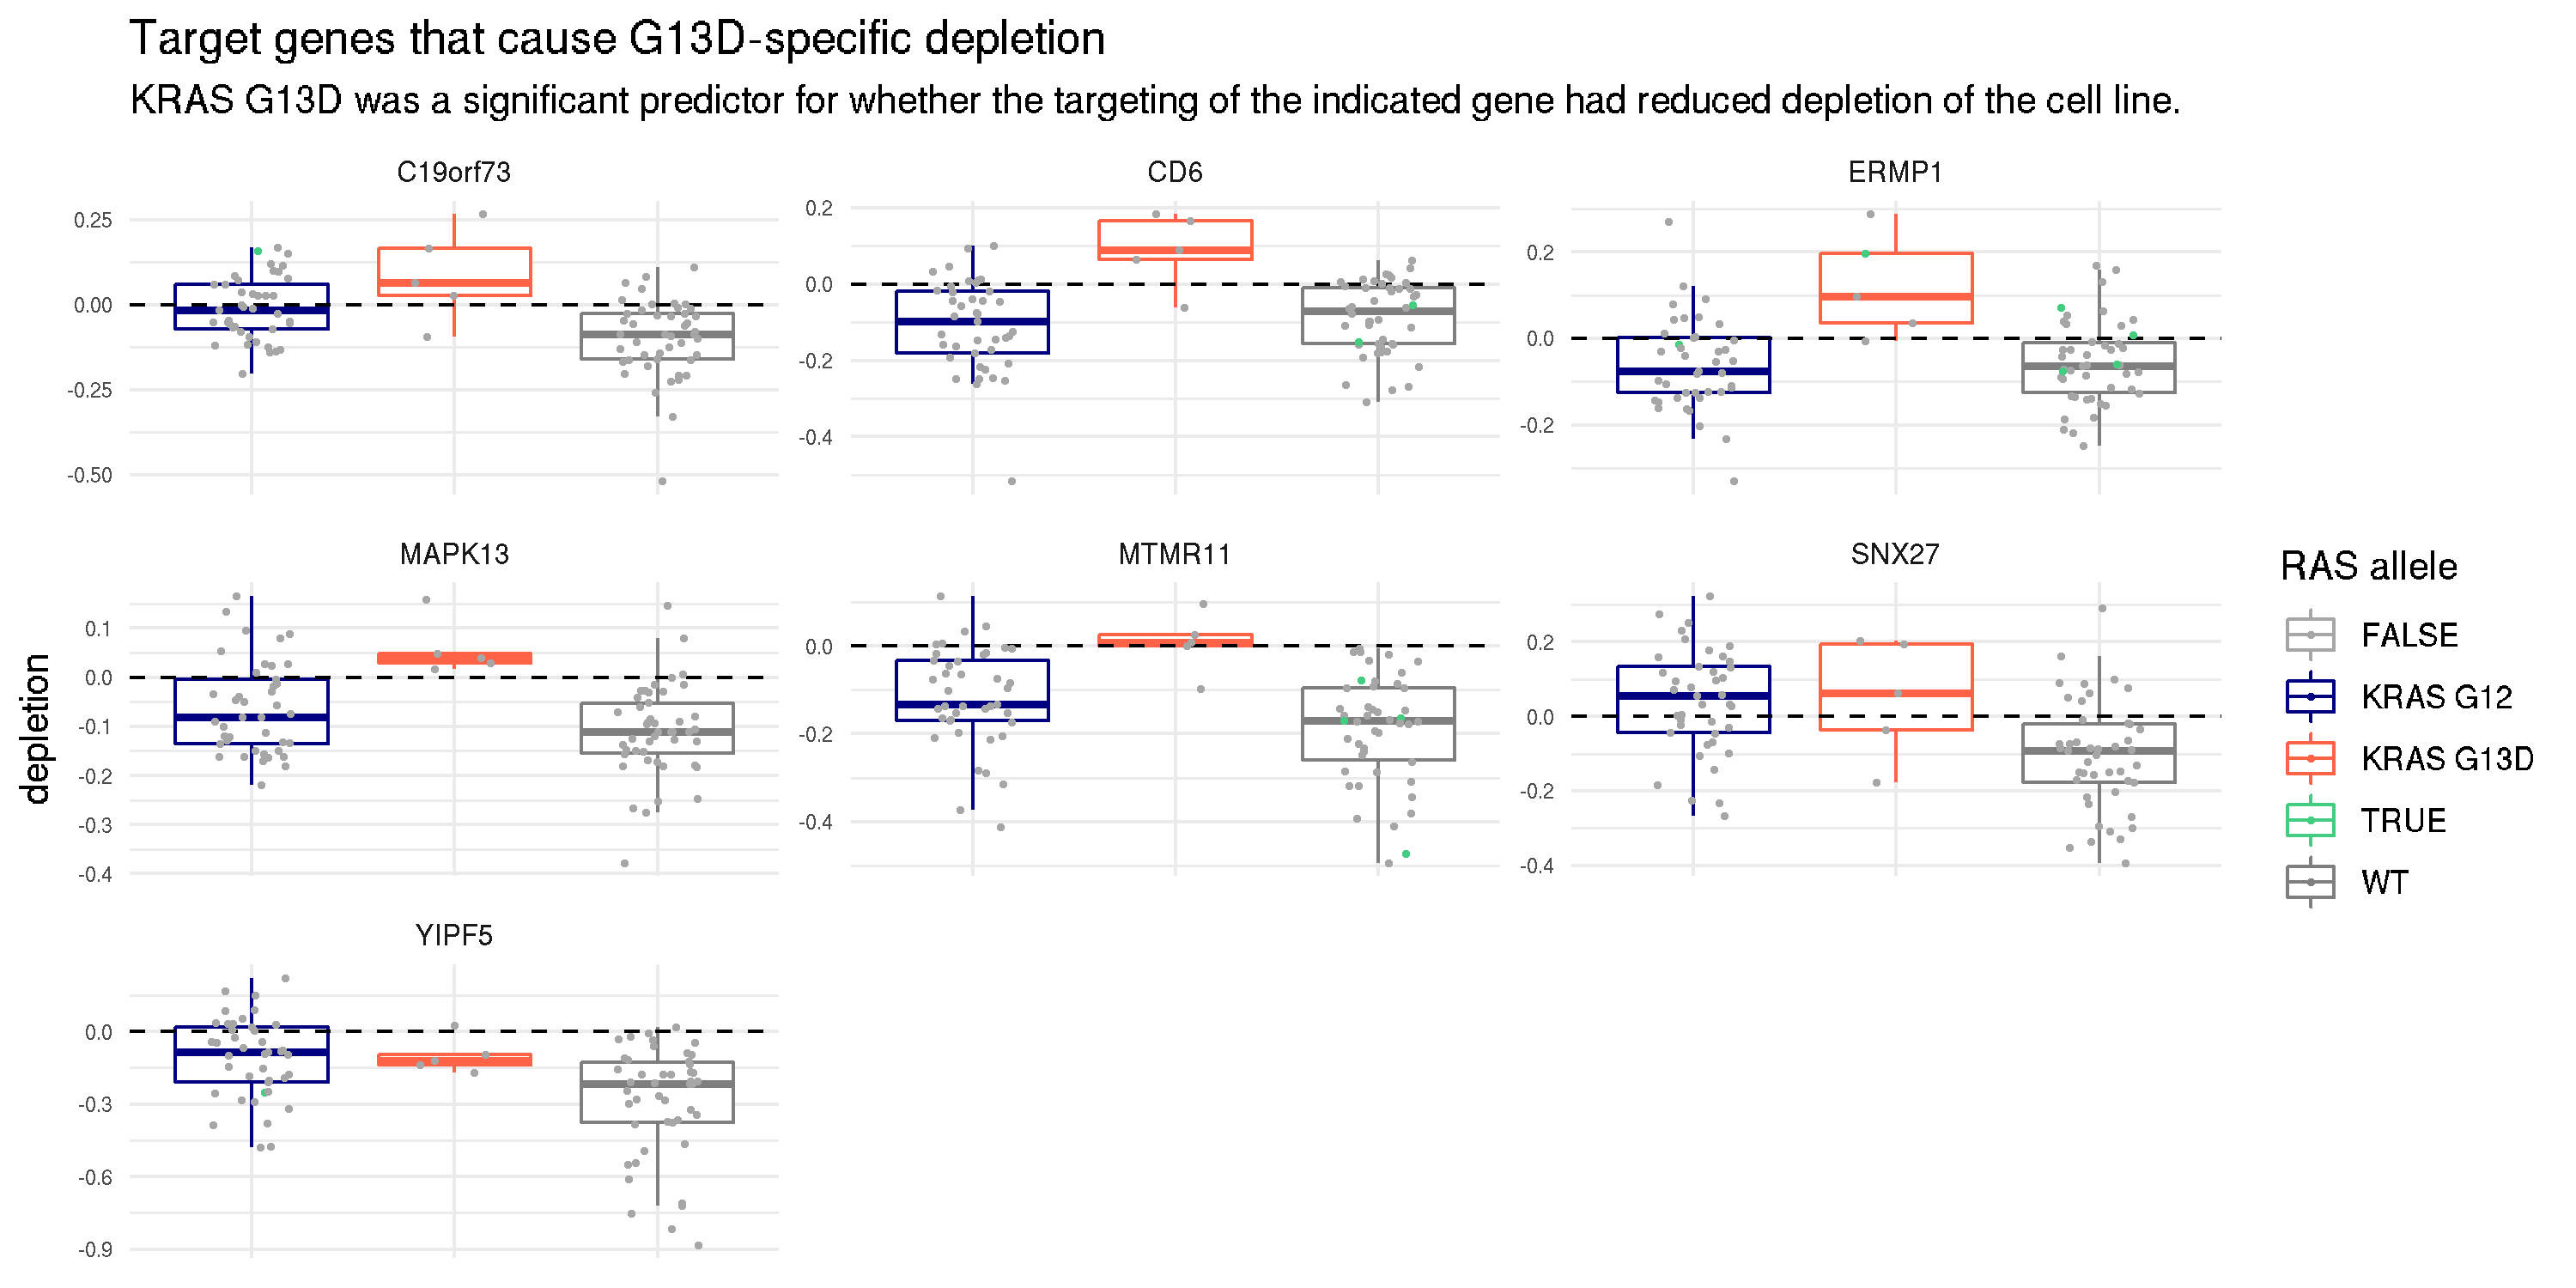 Target genes that cause G13D-specific depletion
KRAS G13D was a significant predictor for whether the targeting of the indicated gene had reduced depletion of the cell line.
C19orf73
0.25
0.00
-0.25
-0.50
CD6
0.2
0.0
-0.2
-0.4
ERMP1
0.2
0.0
-0.2
depletion
MAPK13
0.1
0.0
-0.1
-0.2
-0.3
-0.4
MTMR11
0.0
-0.2
-0.4
SNX27
0.2
0.0
-0.2
-0.4
YIPF5
0.0
-0.3
-0.6
-0.9
RAS allele
FALSE
KRAS G12
KRAS G13D
TRUE
WT